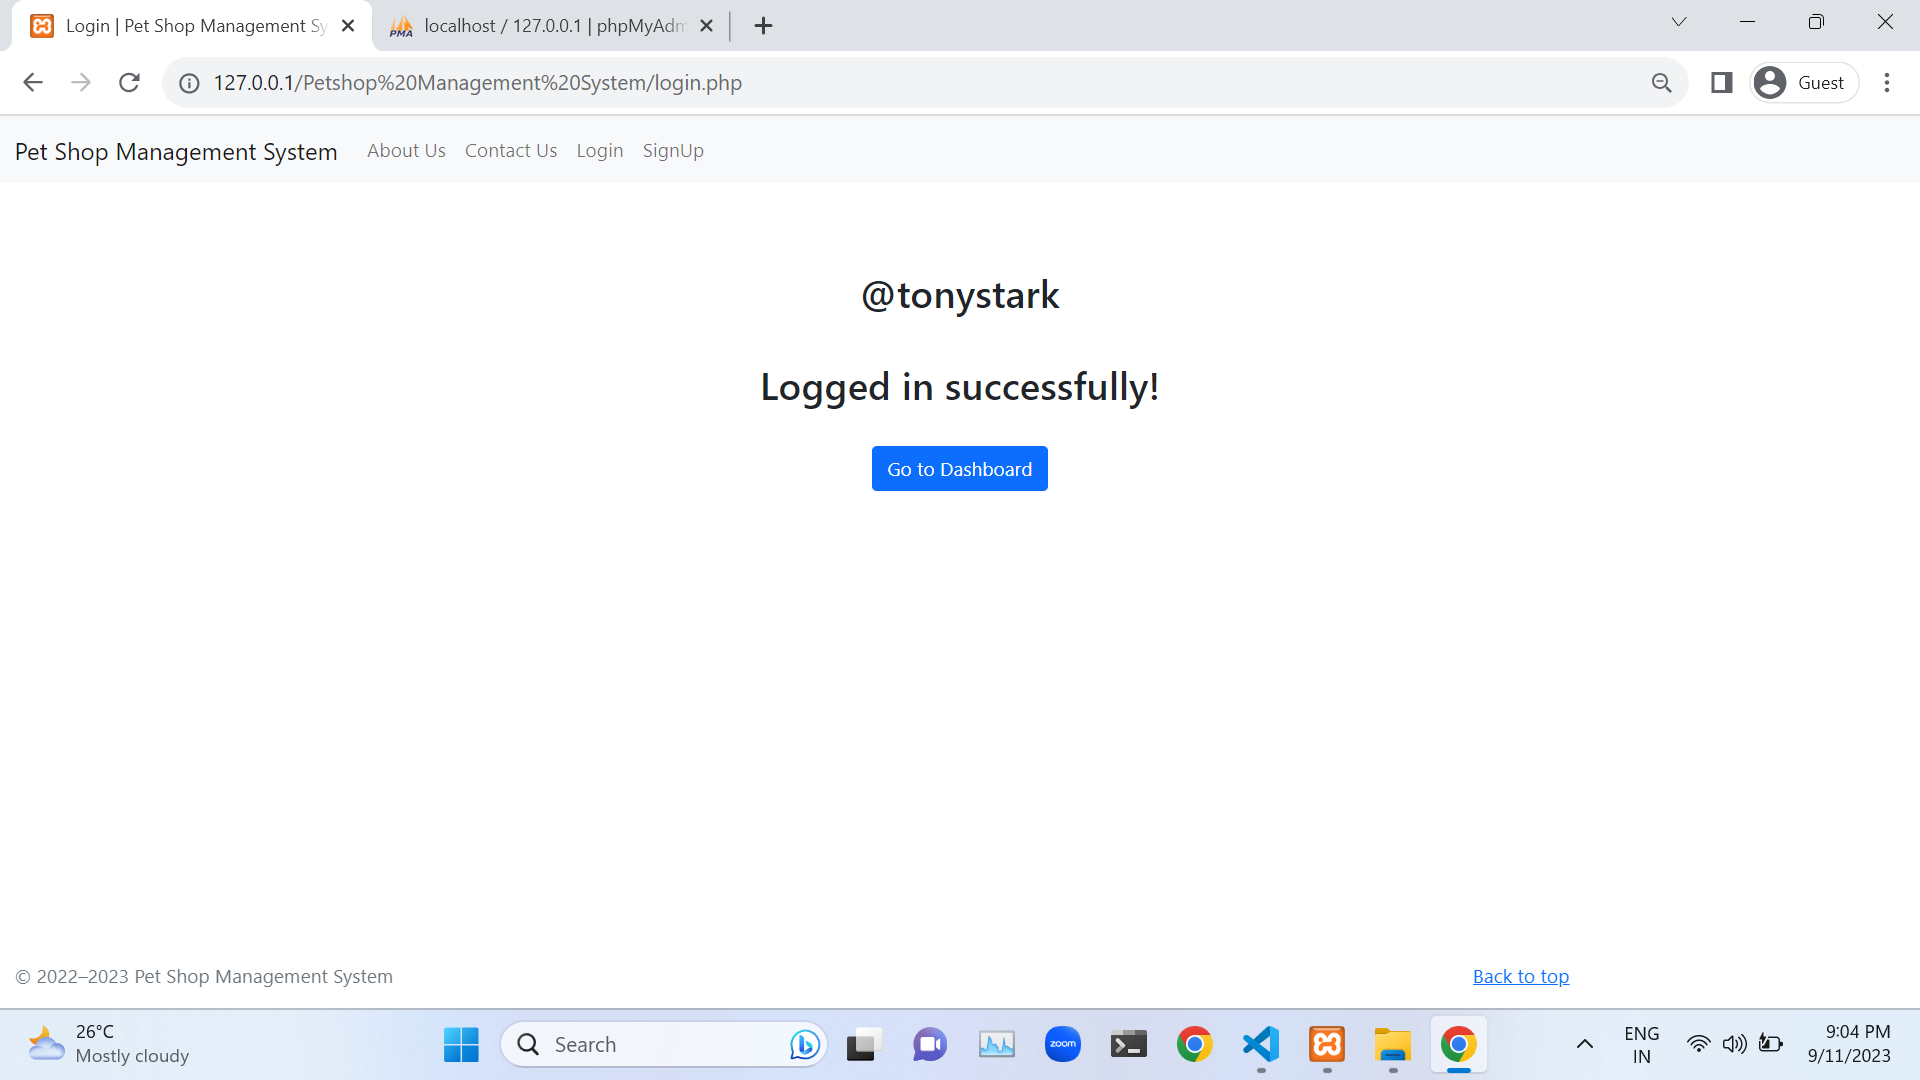 Login | Pet Shop Management Sy
localhost / 127.0.0.1 | phpMyAdm
127.0.0.1/Petshop%20Management%20System/login.php
Guest
Pet Shop Management System About Us Contact Us Login SignUp
@tonystark
Logged in successfully!
Go to Dashboard
© 2022–2023 Pet Shop Management System
Back to top
26°C
Mostly cloudy
Search
zoom
ENG
IN
9:04 PM
9/11/2023
PMA